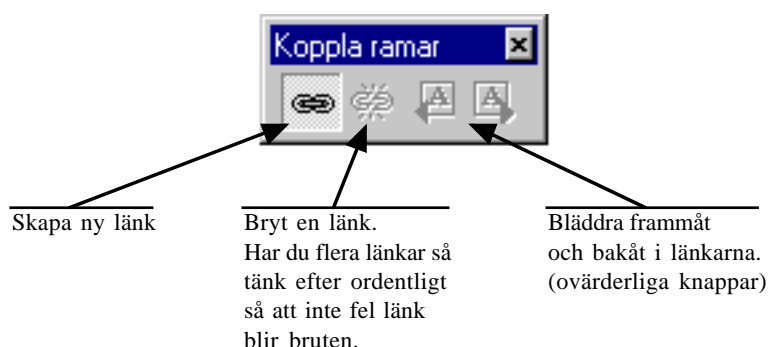 Koppla ramar
Skapa ny länk
Bryt en länk.
Har du flera länkar så
tänk efter ordentligt
så att inte fel länk
blir bruten.
Bläddra frammåt
och bakåt i länkarna.
(ovärderliga knappar)